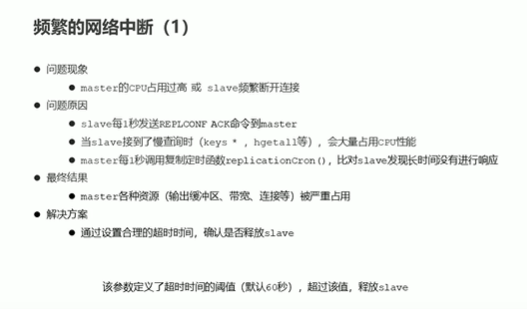 频繁的网络中断（1）
问题现象
master的CPU占用过高 或 slave频繁断开连接
问题原因
slave每1秒发送REPLCONF ACK命令到master
当slave接到了慢查询时（keys * ，hgetall等），会大量占用CPU性能
master每1秒调用复制定时函数replicationCron()，比对slave发现长时间没有进行响应
最终结果
master各种资源（输出缓冲区、带宽、连接等）被严重占用
解决方案
通过设置合理的超时时间，确认是否释放slave
该参数定义了超时时间的阈值（默认60秒），超过该值，释放slave